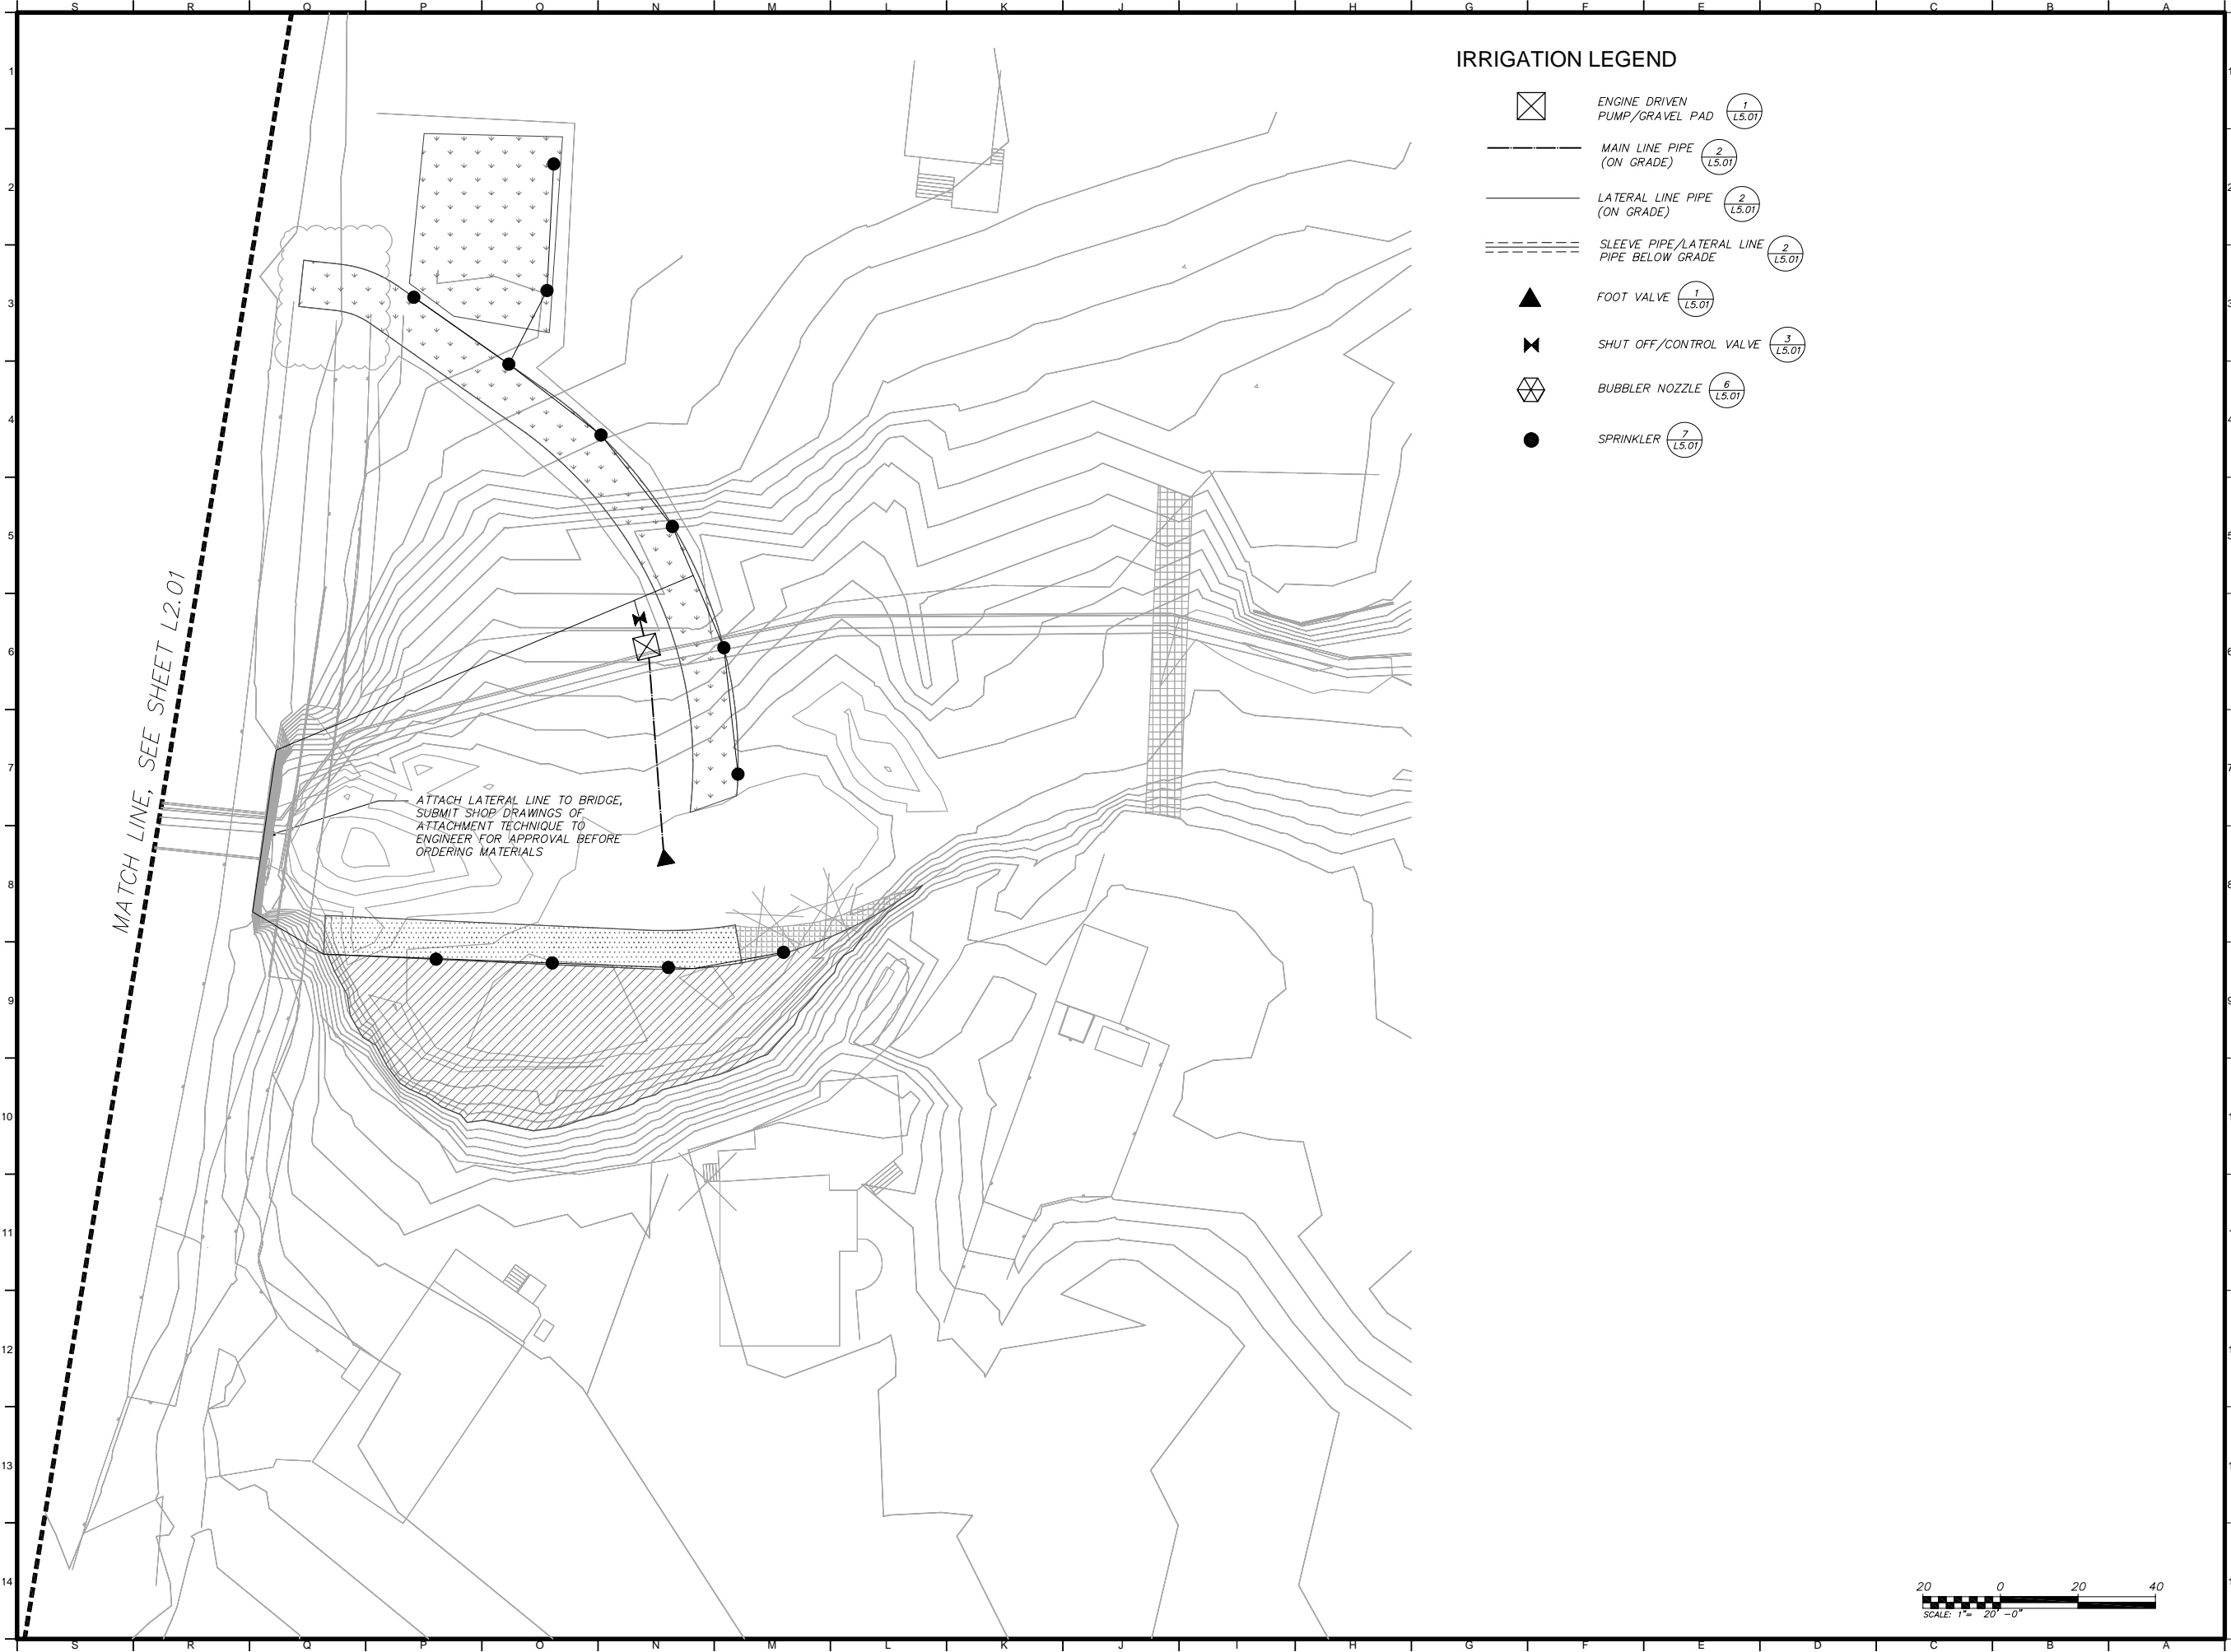 S R Q P O N M L K J I H G F E D C B A
IRRIGATION LEGEND
ENGINE DRIVEN
PUMP/GRAVEL PAD
1
L5.01
MAIN LINE PIPE
(ON GRADE)
2
L5.01
LATERAL LINE PIPE
(ON GRADE)
2
L5.01
SLEEVE PIPE/LATERAL LINE
PIPE BELOW GRADE
2
L5.01
FOOT VALVE
1
L5.01
SHUT OFF/CONTROL VALVE
3
L5.01
BUBBLER NOZZLE
6
L5.01
SPRINKLER
7
L5.01
1
2
3
4
5
6
7
8
9
10
11
12
13
14
MATCH LINE, SEE SHEET L2.01
ATTACH LATERAL LINE TO BRIDGE,
SUBMIT SHOP DRAWINGS OF
ATTACHMENT TECHNIQUE TO
ENGINEER FOR APPROVAL BEFORE
ORDERING MATERIALS
20 0 20 40
SCALE: 1"= 20'-0"
S R Q P O N M L K J I H G F E D C B A